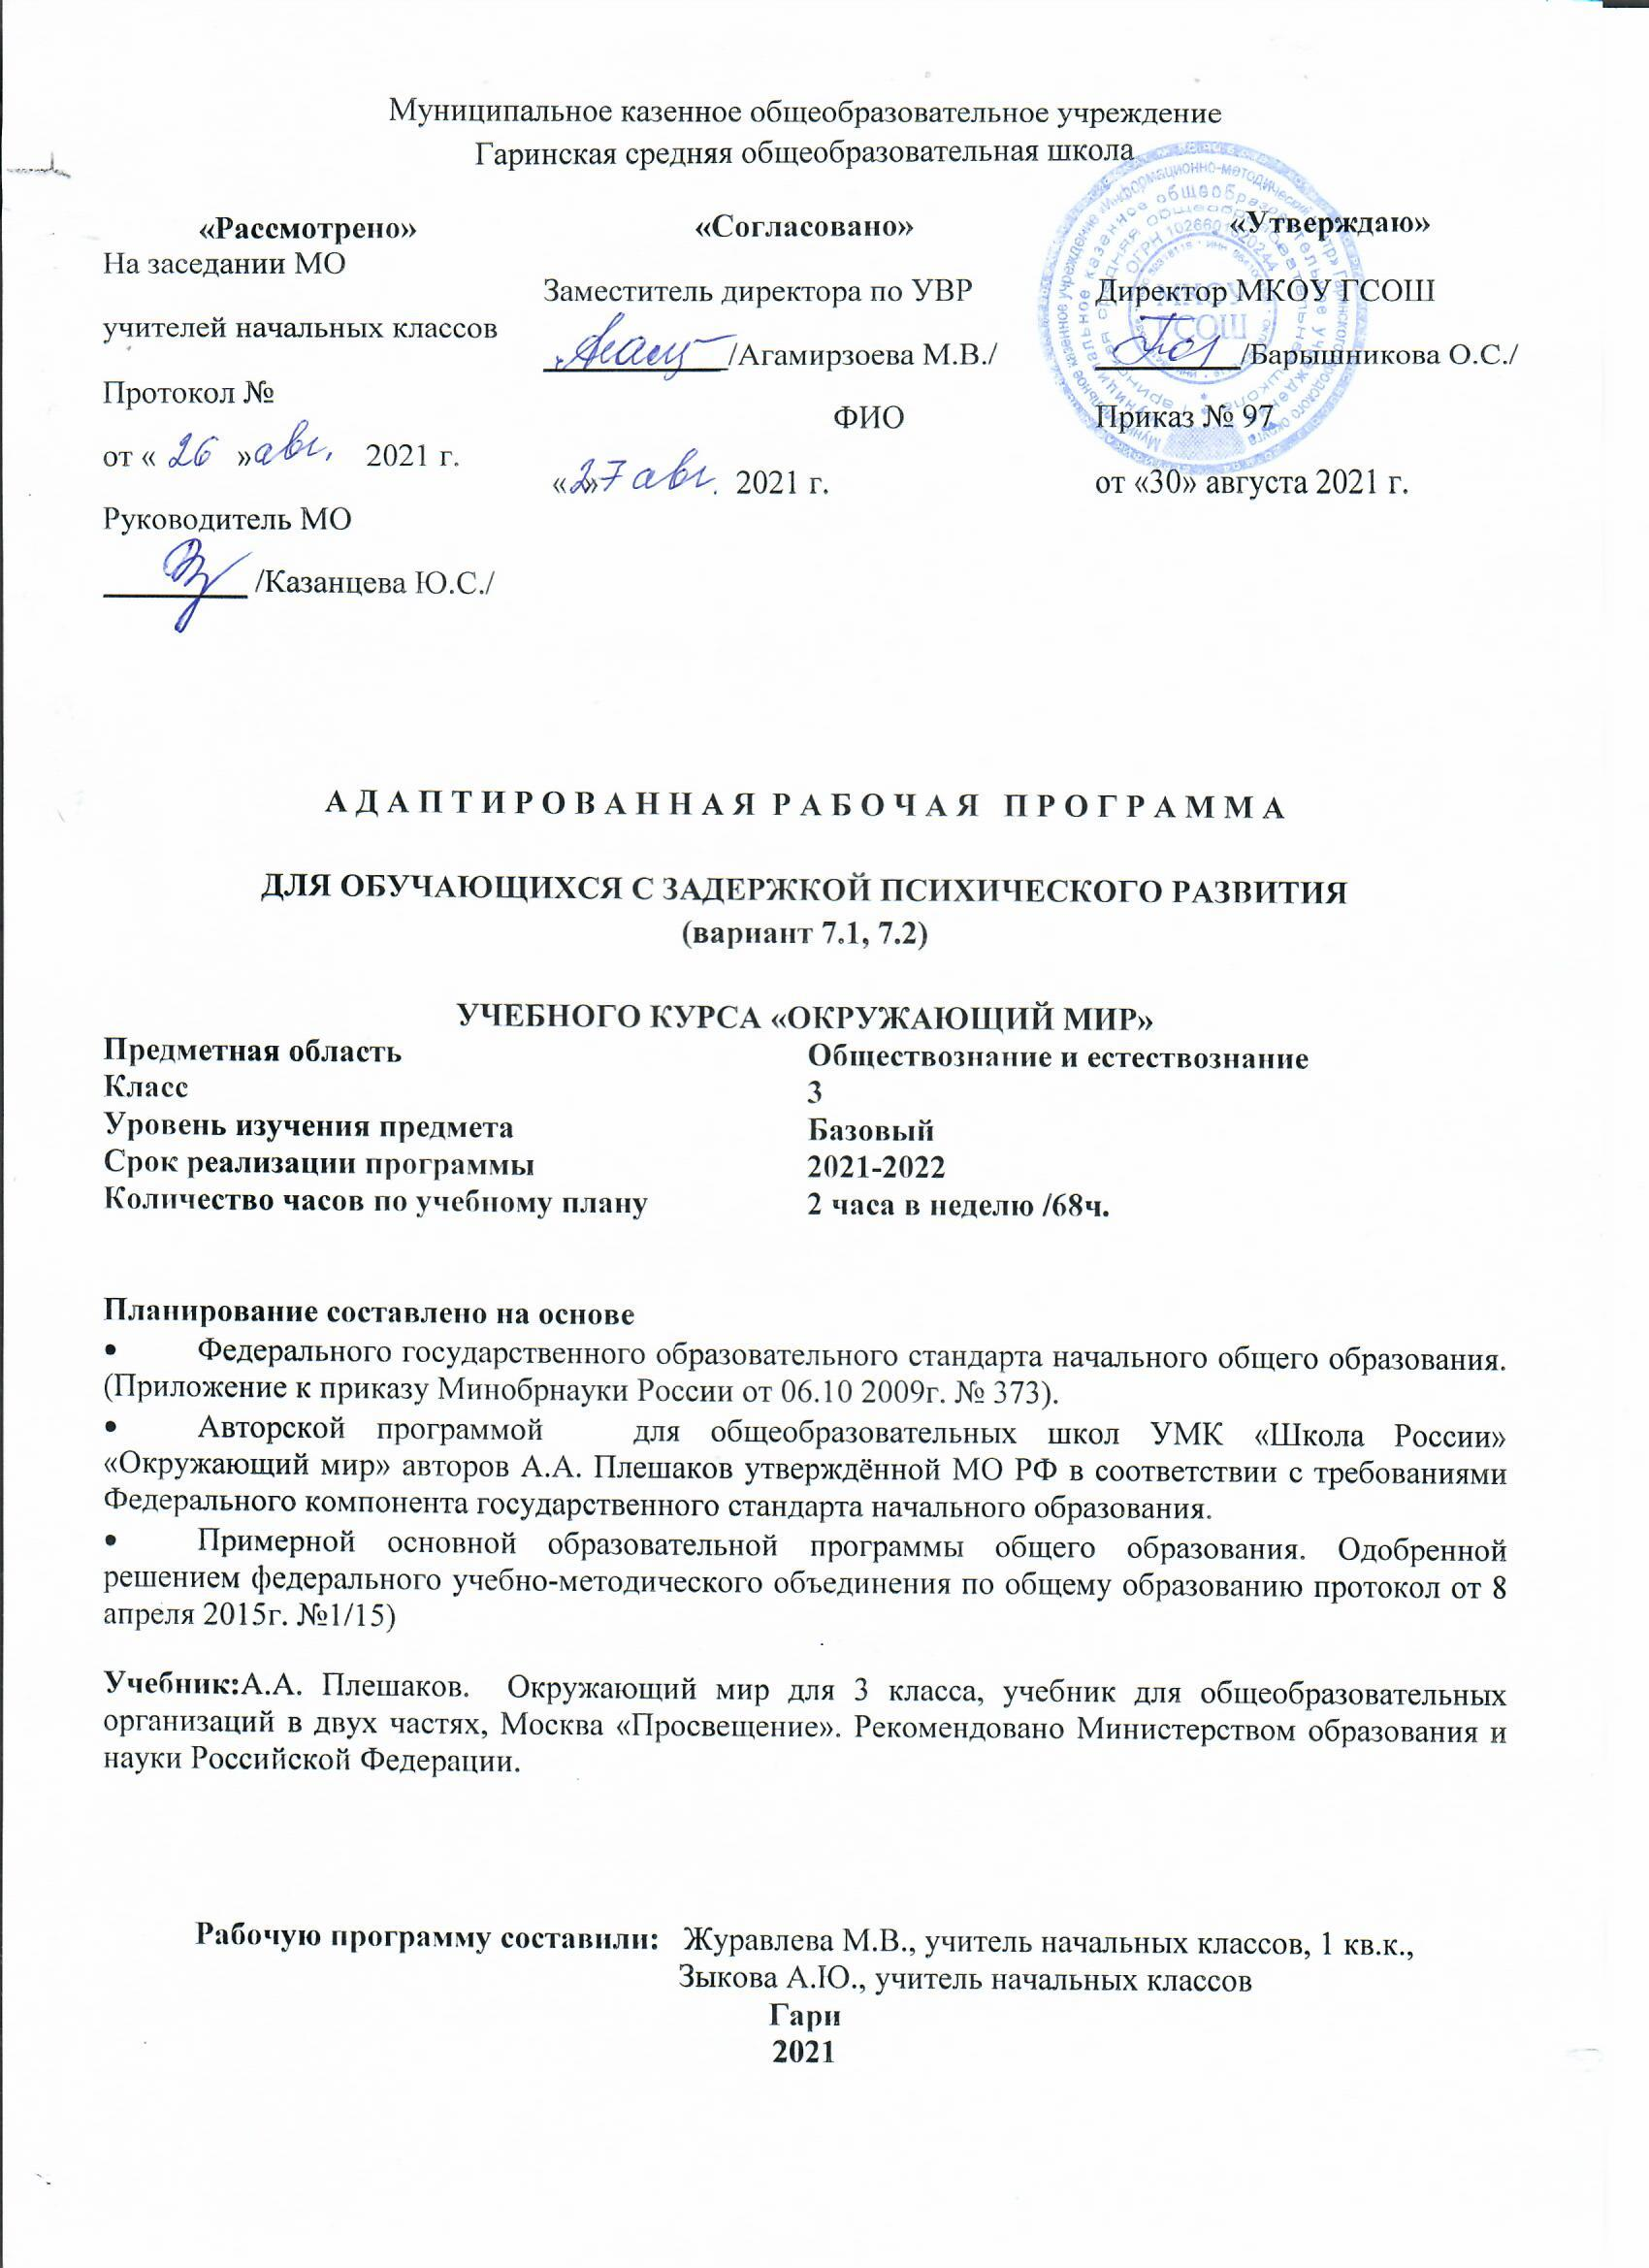 Муниципальное казенное общеобразовательное учреждение
Гаринская средняя общеобразовательная школа
«Рассмотрено»
На заседании МО
учителей начальных классов
Протокол №
от « 26 » авг. 2021 г.
Руководитель МО
/Казанцева Ю.С./
«Согласовано»
Заместитель директора по УВР
/Агамирзоева М.В./
ФИО
«27» авг. 2021 г.
«Утверждаю»
Директор МКОУ ГСОШ
/Барышникова О.С./
Приказ № 97
от «30» августа 2021 г.
МКОУ
ГСОШ
А Д А П Т И Р О В А Н Н А Я Р А Б О Ч А Я П Р О Г Р А М М А
ДЛЯ ОБУЧАЮЩИХСЯ С ЗАДЕРЖКОЙ ПСИХИЧЕСКОГО РАЗВИТИЯ
(вариант 7.1, 7.2)
УЧЕБНОГО КУРСА «ОКРУЖАЮЩИЙ МИР»
Предметная область Обществознание и естествознание
Класс 3
Уровень изучения предмета Базовый
Срок реализации программы 2021-2022
Количество часов по учебному плану 2 часа в неделю /68ч.
Планирование составлено на основе
• Федерального государственного образовательного стандарта начального общего образования.
(Приложение к приказу Минобрнауки России от 06.10 2009г. № 373).
• Авторской программой для общеобразовательных школ УМК «Школа России»
«Окружающий мир» авторов А.А. Плешаков утверждённой МО РФ в соответствии с требованиями
Федерального компонента государственного стандарта начального образования.
• Примерной основной образовательной программы общего образования. Одобренной
решением федерального учебно-методического объединения по общему образованию протокол от 8
апреля 2015г. №1/15)
Учебник:А.А. Плешаков. Окружающий мир для 3 класса, учебник для общеобразовательных
организаций в двух частях, Москва «Просвещение». Рекомендовано Министерством образования и
науки Российской Федерации.
Рабочую программу составили: Журавлева М.В., учитель начальных классов, 1 кв.к.,
Зыкова А.Ю., учитель начальных классов
Гари
2021